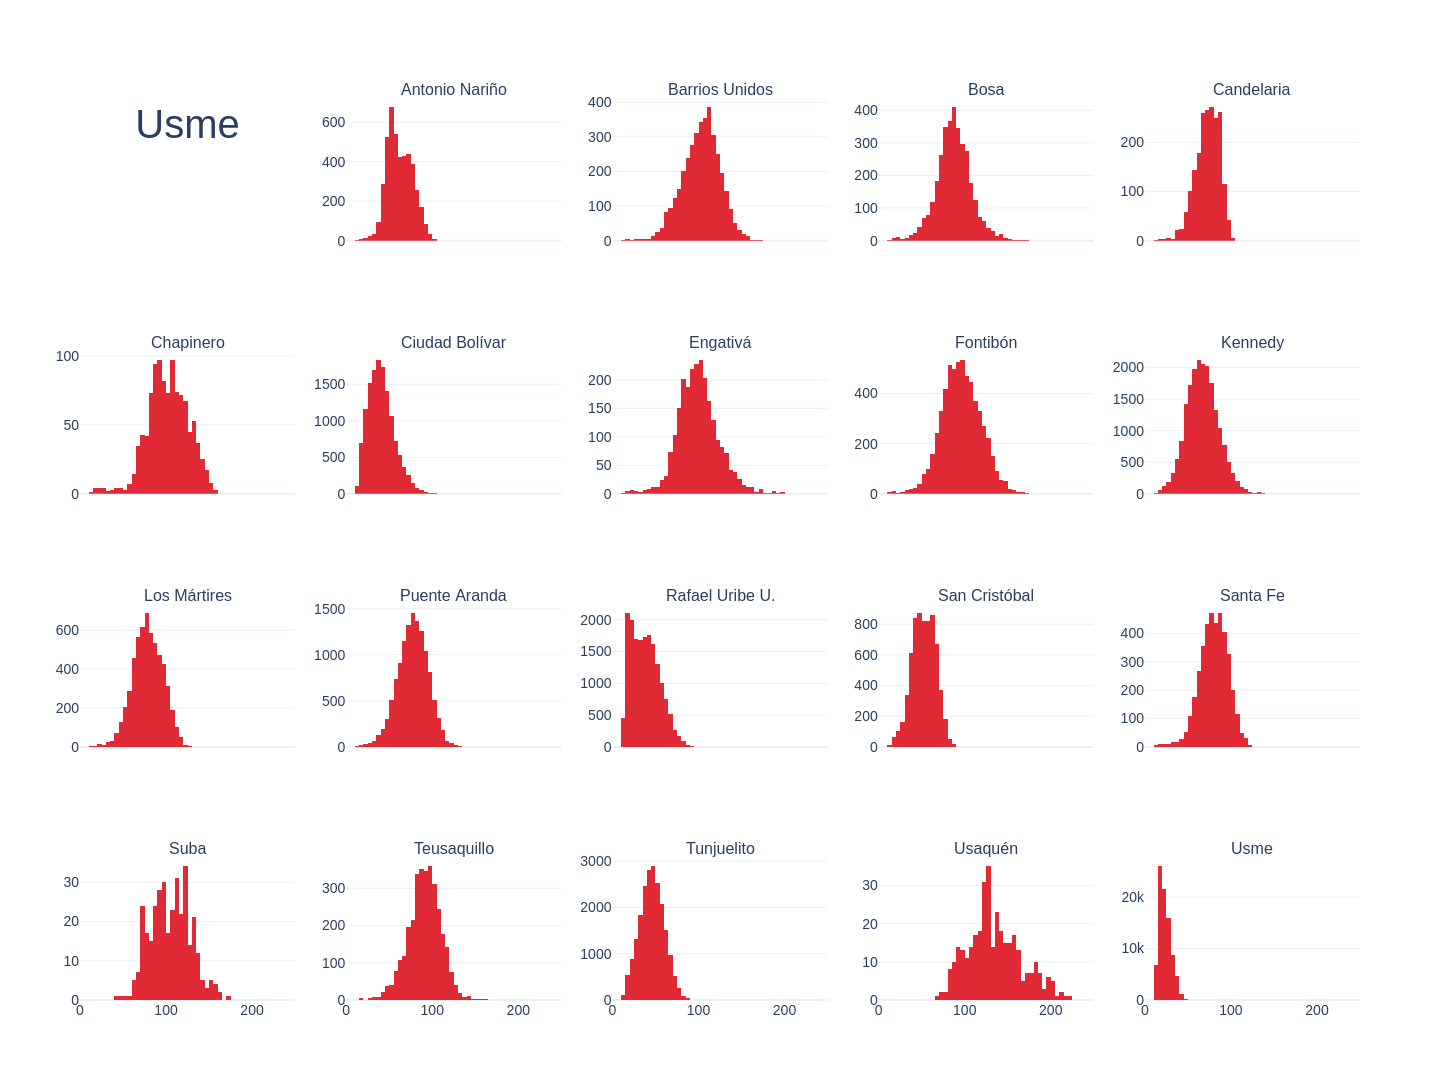 Usme
Antonio Nariño
600
400
200
0
Barrios Unidos
400
300
200
100
0
Bosa
400
300
200
100
0
Candelaria
200
100
0
Chapinero
100
50
0
Ciudad Bolívar
1500
1000
500
0
Engativá
200
150
100
50
0
Fontibón
400
200
0
Kennedy
2000
1500
1000
500
0
Los Mártires
600
400
200
0
Puente Aranda
1500
1000
500
0
Rafael Uribe U.
2000
1500
1000
500
0
San Cristóbal
800
600
400
200
0
Santa Fe
400
300
200
100
0
Suba
30
20
10
0
0 100 200
Teusaquillo
300
200
100
0
0 100 200
Tunjuelito
3000
2000
1000
0
0 100 200
Usaquén
30
20
10
0
0 100 200
Usme
20k
10k
0
0 100 200